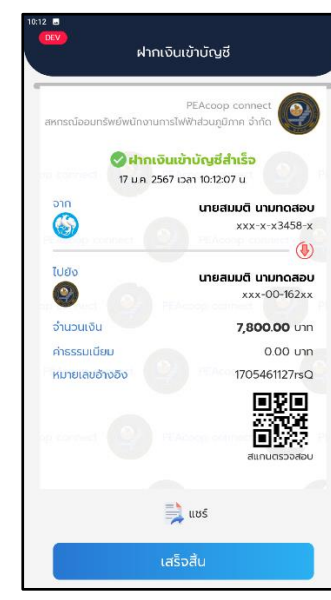 10:12
DEV
ฝากเงินเข้าบัญชี
PEAcoop connect
สหกรณ์ออมทรัพย์พนักงานการไฟฟ้าส่วนภูมิภาค จำกัด
ฝากเงินเข้าบัญชีสำเร็จ
17 ม.ค. 2567 เวลา 10:12:07 น
จาก
นายสมมติ นามทดสอบ
xxx-x-x3458-x
ไปยัง
นายสมมติ นามทดสอบ
xxx-00-162xx
จำนวนเงิน 7,800.00 บาท
ค่าธรรมเนียม 0.00 บาท
หมายเลขอ้างอิง 1705461127rsQ
สแกนตรวจสอบ
แชร์
เสร็จสิ้น